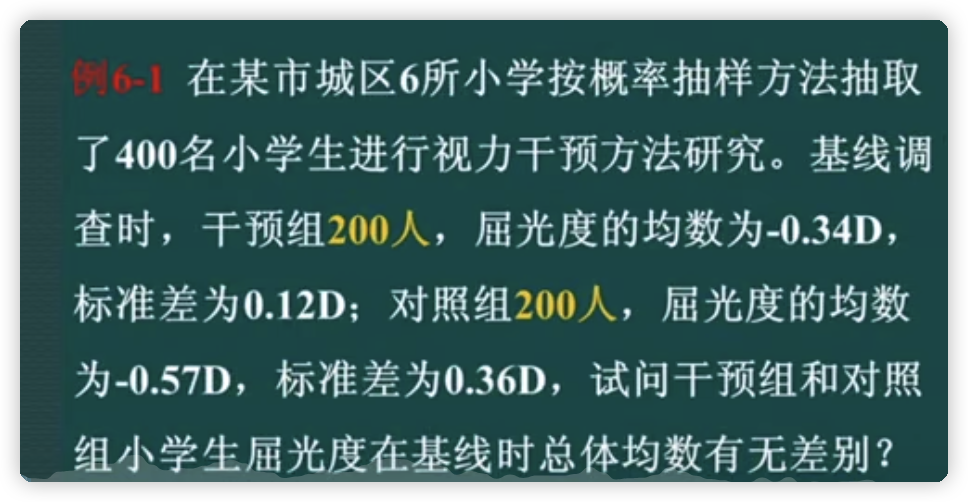 例6-1 在某市城区6所小学按概率抽样方法抽取
了400名小学生进行视力干预方法研究。基线调
查时，干预组200人，屈光度的均数为-0.34D，
标准差为0.12D；对照组200人，屈光度的均数
为-0.57D，标准差为0.36D，试问干预组和对照
组小学生屈光度在基线时总体均数有无差别？